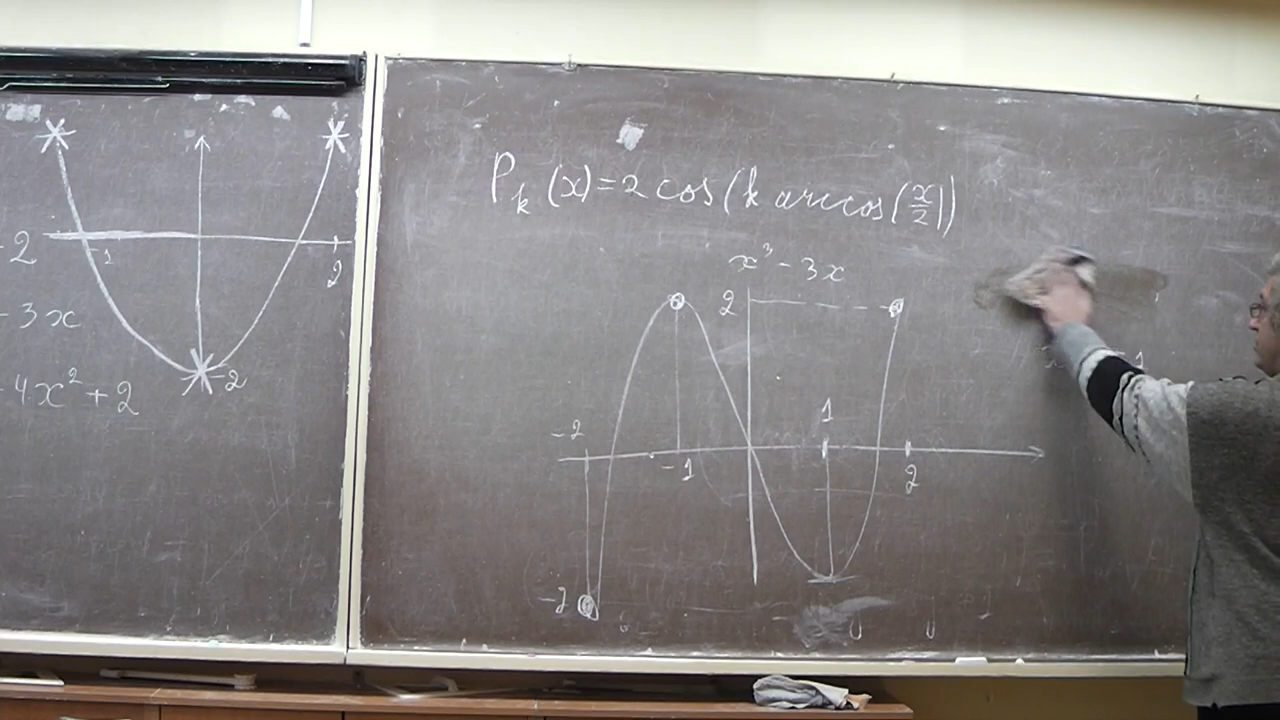 -1
2
-2
-2
-3x
-4x² + 2
P_k(x) = 2 cos(k arccos(x/2))
x³ - 3x
2
-2
1
-1
2
-2